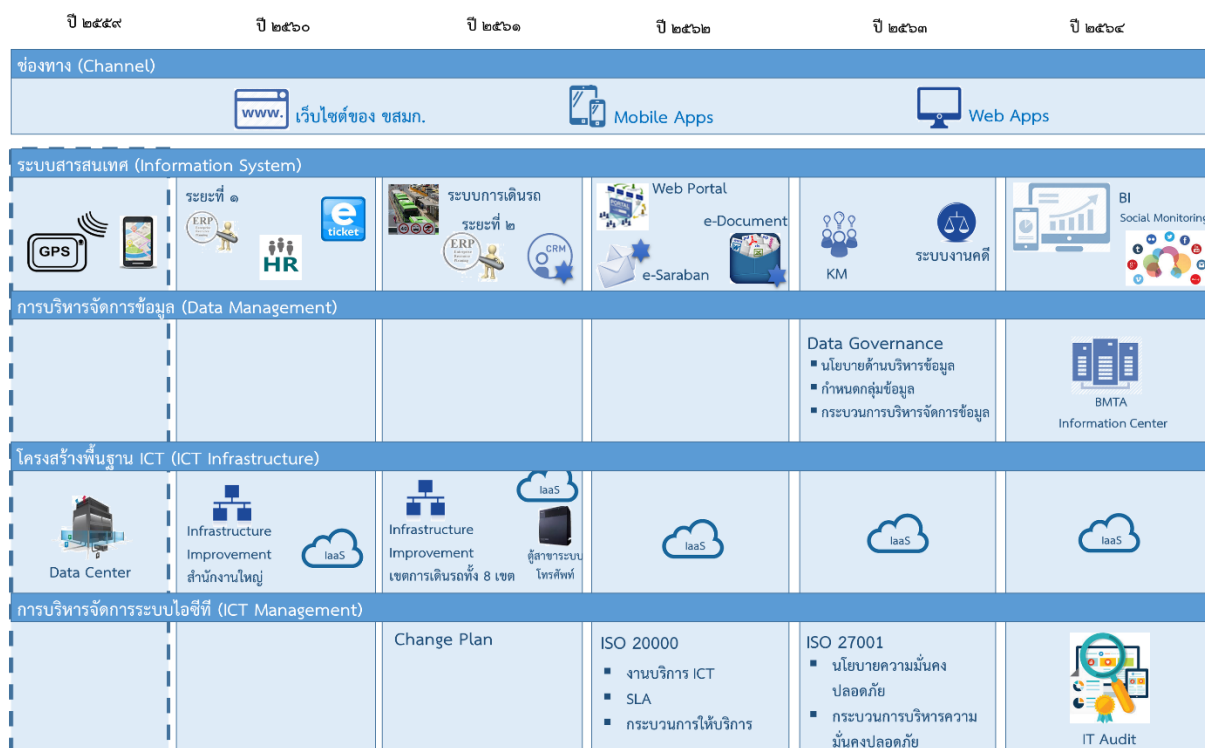 ปี ๒๕๕๙
ปี ๒๕๖๐
ปี ๒๕๖๑
ปี ๒๕๖๒
ปี ๒๕๖๓
ปี ๒๕๖๔
ช่องทาง (Channel)
www.
เว็บไซต์ของ ขสมก.
Mobile Apps
Web Apps
ระบบสารสนเทศ (Information System)
GPS
ระยะที่ ๑
ERP
HR
e
ticket
ระบบการเดินรถ
ระยะที่ ๒
ERP
CRM
Web Portal
PORTAL
e-Document
e-Saraban
KM
ระบบงานคดี
BI
Social Monitoring
การบริหารจัดการข้อมูล (Data Management)
Data Governance
▪ นโยบายด้านบริหารข้อมูล
▪ กำหนดกลุ่มข้อมูล
▪ กระบวนการบริหารจัดการข้อมูล
BMTA
Information Center
โครงสร้างพื้นฐาน ICT (ICT Infrastructure)
Data Center
Infrastructure
Improvement
สำนักงานใหญ่
IaaS
Infrastructure
Improvement
เขตการเดินรถทั้ง 8 เขต
IaaS
ตู้สาขาระบบ
โทรศัพท์
IaaS
IaaS
IaaS
การบริหารจัดการระบบไอซีที (ICT Management)
Change Plan
ISO 20000
▪ งานบริการ ICT
▪ SLA
▪ กระบวนการให้บริการ
ISO 27001
▪ นโยบายความมั่นคง
ปลอดภัย
▪ กระบวนการบริหารความ
มั่นคงปลอดภัย
IT Audit